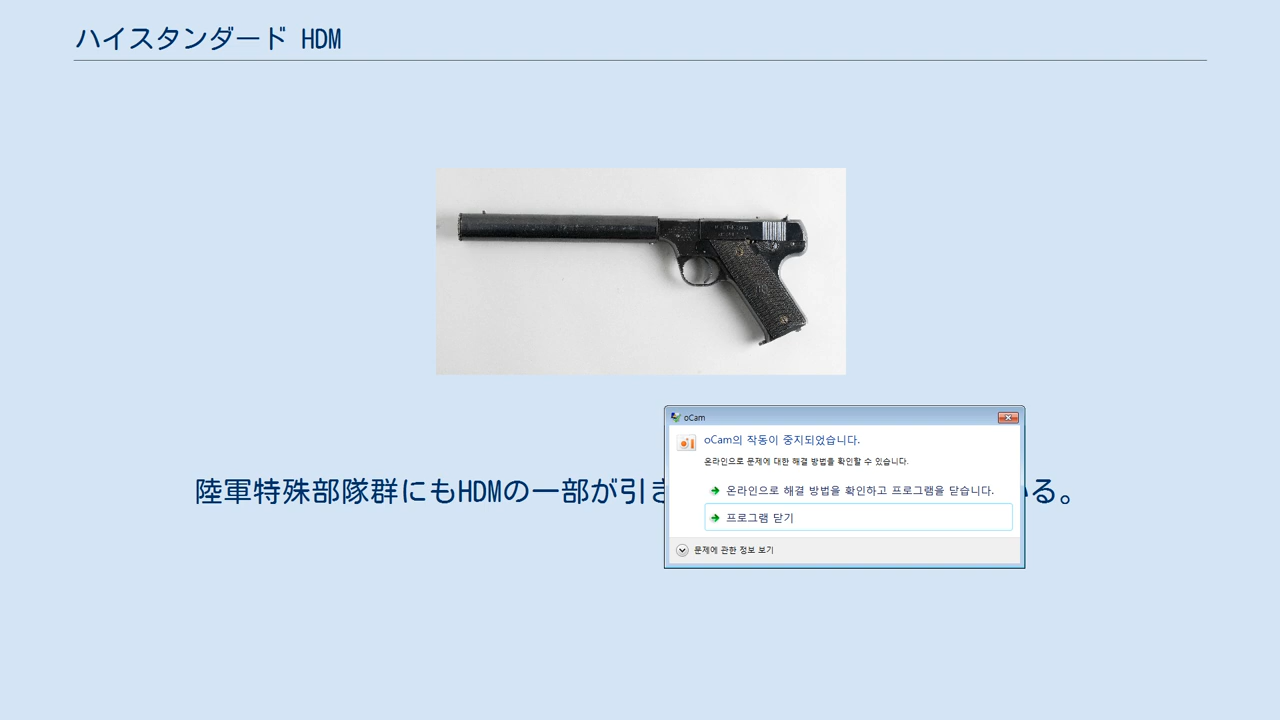 ハイスタンダード HDM
陸軍特殊部隊群にもHDMの一部が引き
る。
oCam
oCam의 작동이 중지되었습니다.
온라인으로 문제에 대한 해결 방법을 확인할 수 있습니다.
온라인으로 해결 방법을 확인하고 프로그램을 닫습니다.
프로그램 닫기
문제에 관한 정보 보기